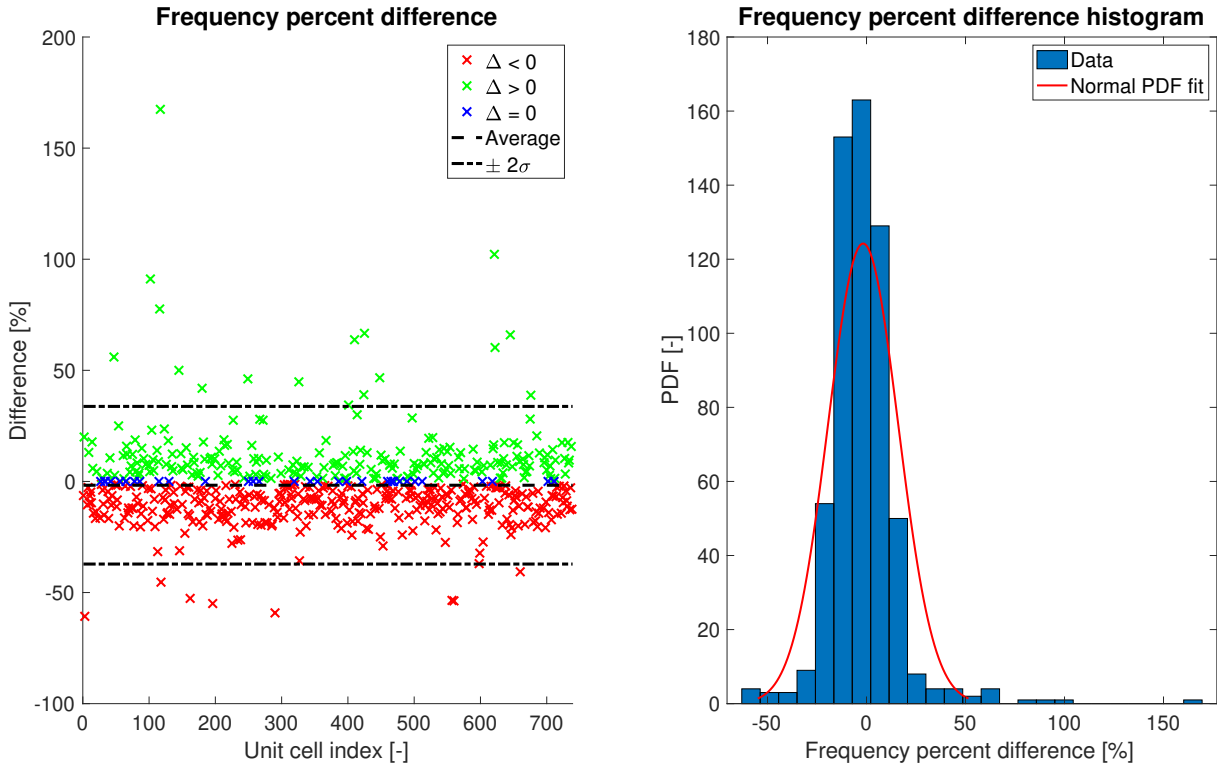 Frequency percent difference
200
150
100
50
0
-50
-100
Difference [%]
0 100 200 300 400 500 600 700
Unit cell index [-]
Δ < 0
Δ > 0
Δ = 0
Average
± 2σ
Frequency percent difference histogram
180
160
140
120
100
80
60
40
20
0
PDF [-]
-50 0 50 100 150
Frequency percent difference [%]
Data
Normal PDF fit